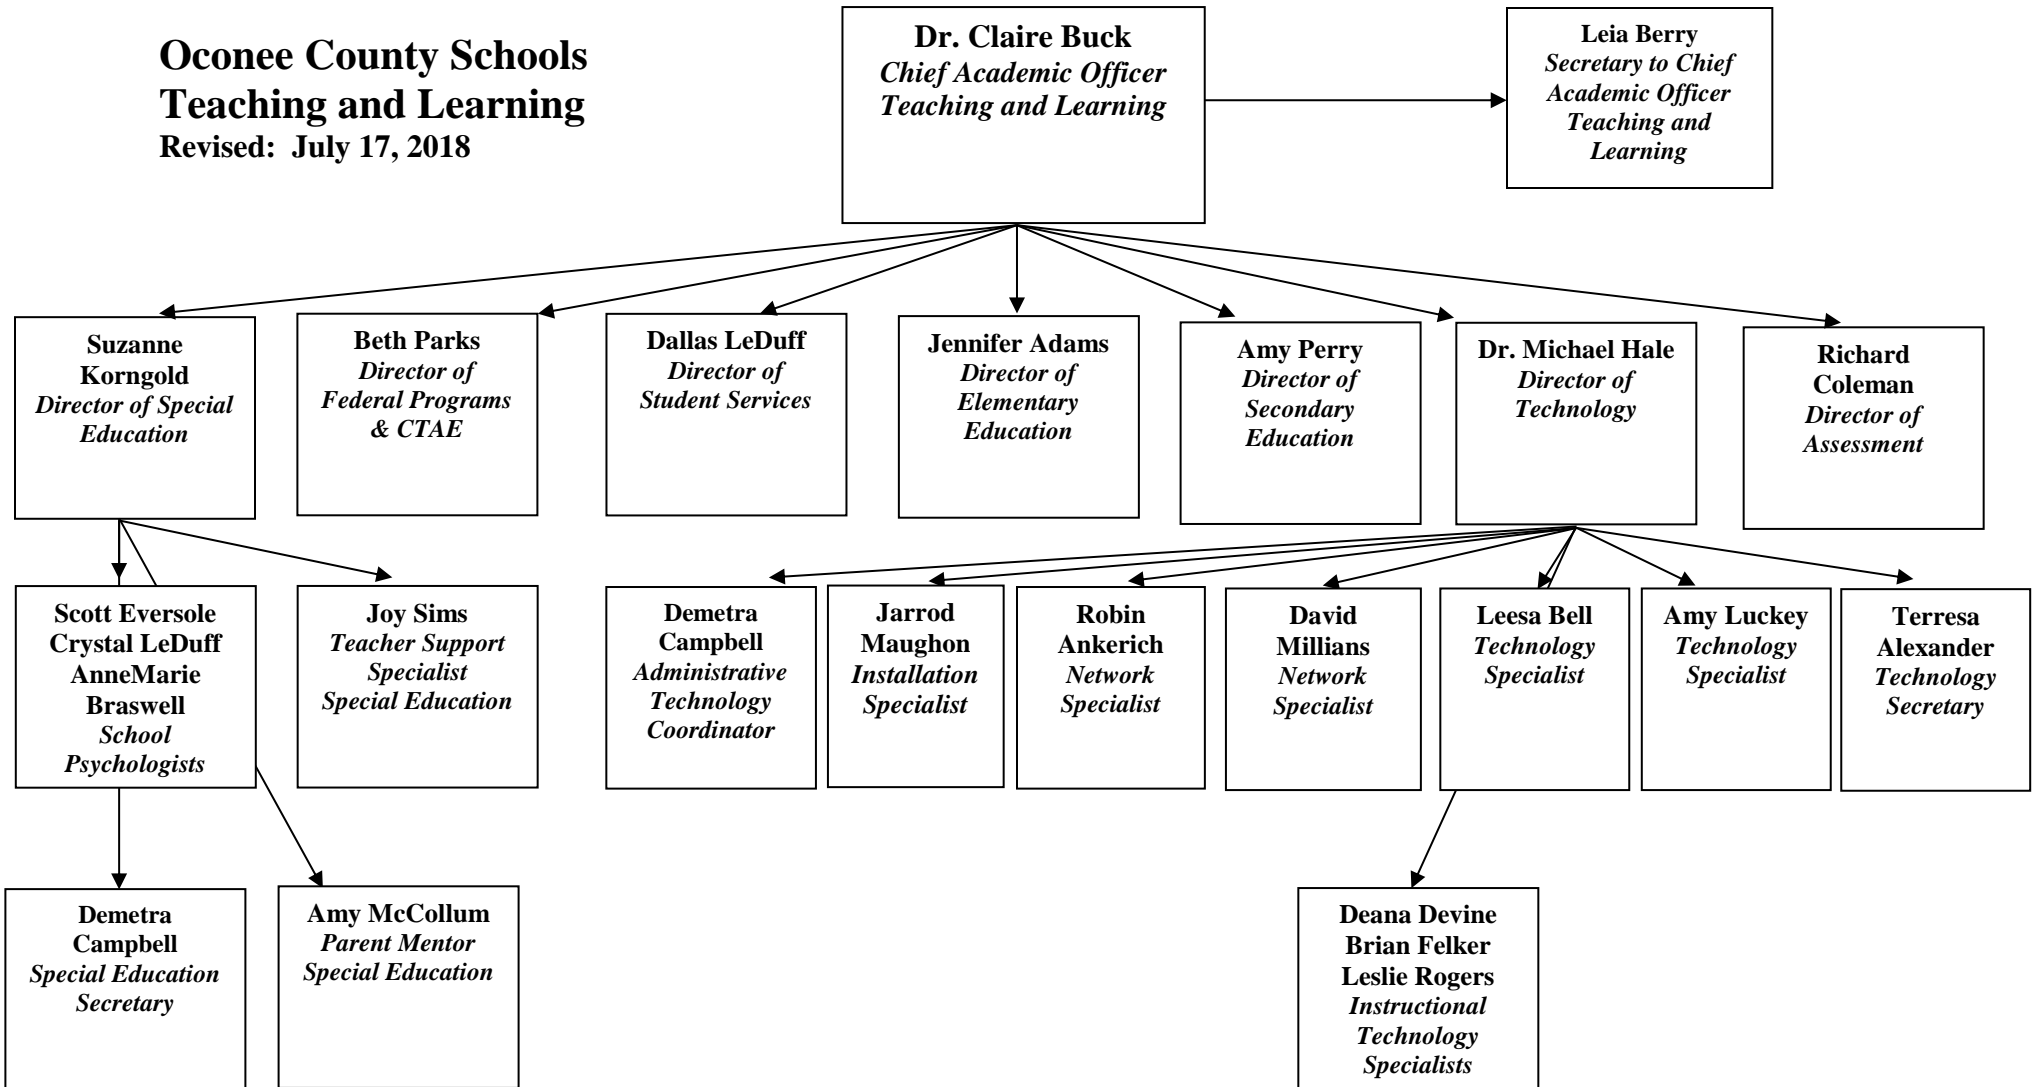 Oconee County Schools
Teaching and Learning
Revised: July 17, 2018
Dr. Claire Buck
Chief Academic Officer
Teaching and Learning
Leia Berry
Secretary to Chief
Academic Officer
Teaching and
Learning
Suzanne
Korngold
Director of Special
Education
Beth Parks
Director of
Federal Programs
& CTAE
Dallas LeDuff
Director of
Student Services
Jennifer Adams
Director of
Elementary
Education
Amy Perry
Director of
Secondary
Education
Dr. Michael Hale
Director of
Technology
Richard
Coleman
Director of
Assessment
Scott Eversole
Crystal LeDuff
AnneMarie
Braswell
School
Psychologists
Joy Sims
Teacher Support
Specialist
Special Education
Demetra
Campbell
Administrative
Technology
Coordinator
Jarrod
Maughon
Installation
Specialist
Robin
Ankerich
Network
Specialist
David
Millians
Network
Specialist
Leesa Bell
Technology
Specialist
Amy Luckey
Technology
Specialist
Terresa
Alexander
Technology
Secretary
Demetra
Campbell
Special Education
Secretary
Amy McCollum
Parent Mentor
Special Education
Deana Devine
Brian Felker
Leslie Rogers
Instructional
Technology
Specialists